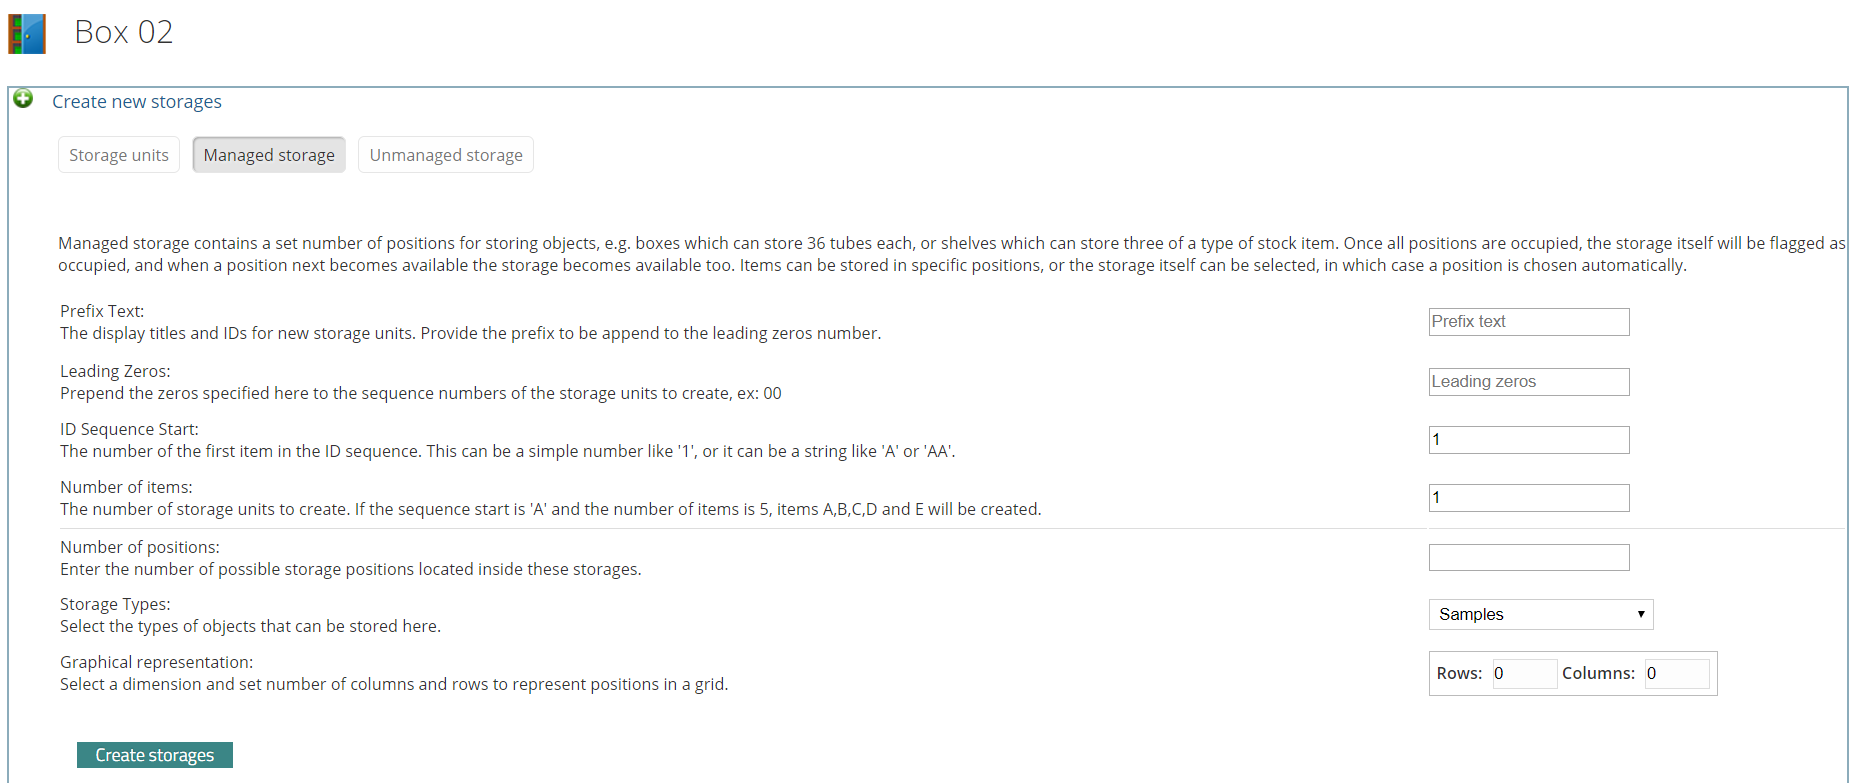 Box 02
Create new storages
Storage units Managed storage Unmanaged storage
Managed storage contains a set number of positions for storing objects, e.g. boxes which can store 36 tubes each, or shelves which can store three of a type of stock item. Once all positions are occupied, the storage itself will be flagged as
occupied, and when a position next becomes available the storage becomes available too. Items can be stored in specific positions, or the storage itself can be selected, in which case a position is chosen automatically.
Prefix Text:
The display titles and IDs for new storage units. Provide the prefix to be append to the leading zeros number.
Prefix text
Leading Zeros:
Prepend the zeros specified here to the sequence numbers of the storage units to create, ex: 00
Leading zeros
ID Sequence Start:
The number of the first item in the ID sequence. This can be a simple number like '1', or it can be a string like 'A' or 'AA'.
1
Number of items:
The number of storage units to create. If the sequence start is 'A' and the number of items is 5, items A,B,C,D and E will be created.
1
Number of positions:
Enter the number of possible storage positions located inside these storages.
Storage Types:
Select the types of objects that can be stored here.
Samples
Graphical representation:
Select a dimension and set number of columns and rows to represent positions in a grid.
Rows: 0 Columns: 0
Create storages